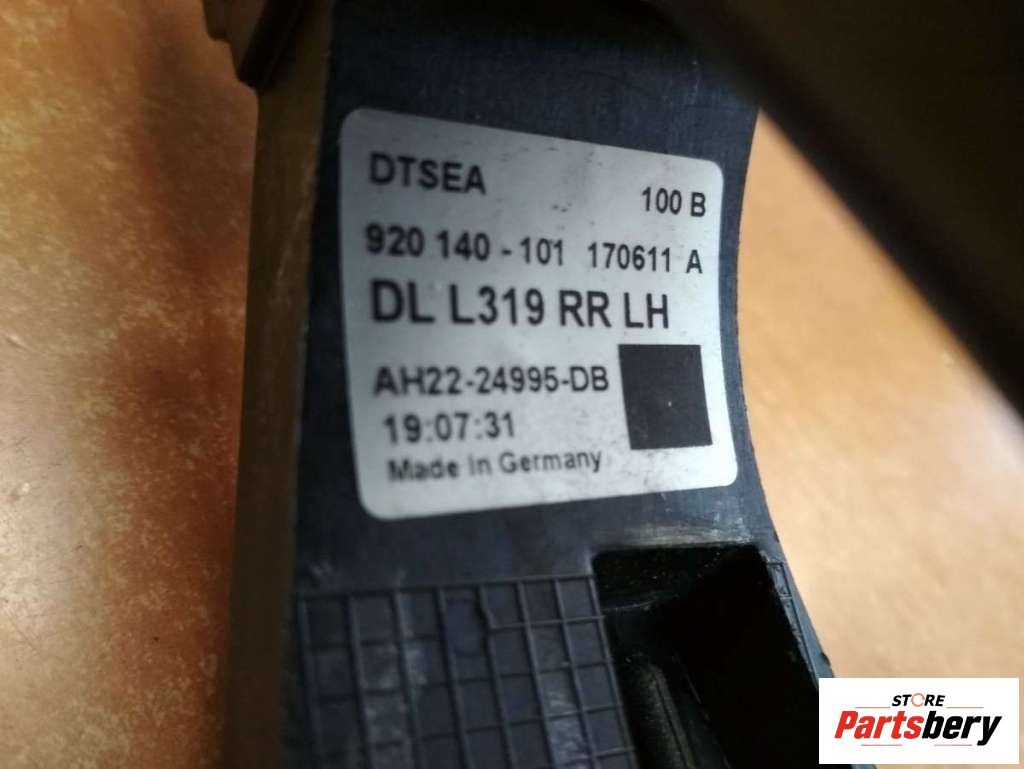 DTSEA
100 B
920 140 - 101 170611 A
DL L319 RR LH
AH22-24995-DB
19:07:31
Made In Germany
STORE
Partsbery